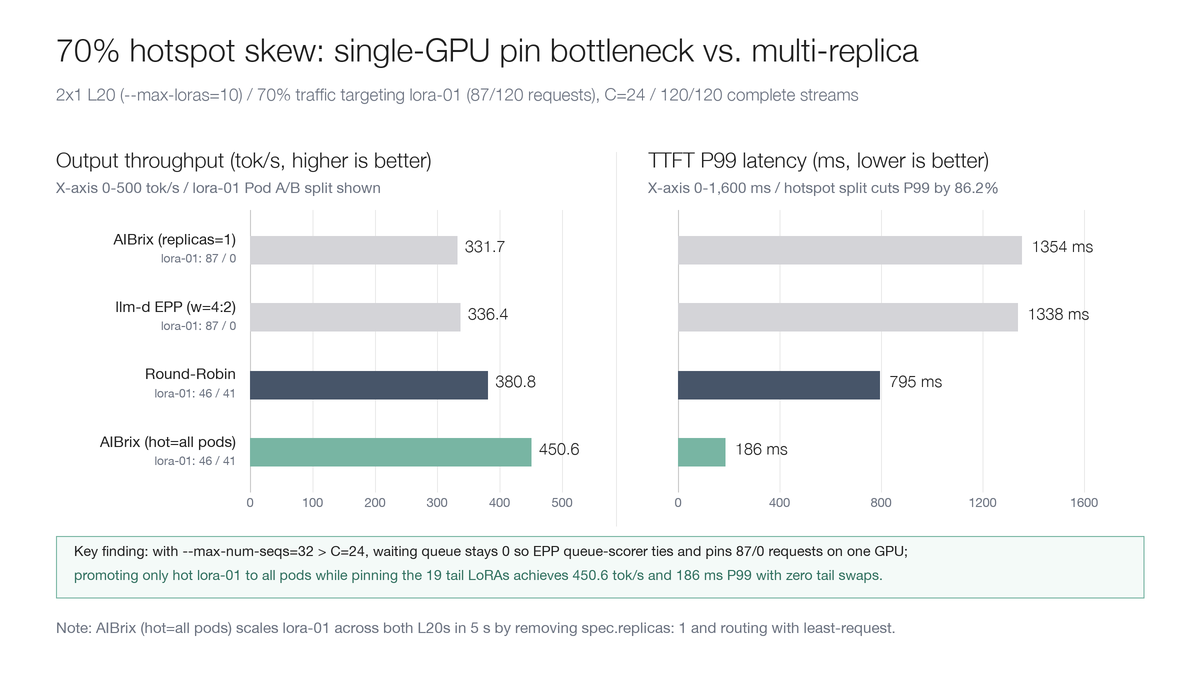 70% hotspot skew: single-GPU pin bottleneck vs. multi-replica
2x1 L20 (--max-loras=10) / 70% traffic targeting lora-01 (87/120 requests), C=24 / 120/120 complete streams
Output throughput (tok/s, higher is better)
X-axis 0-500 tok/s / lora-01 Pod A/B split shown
AIBrix (replicas=1)
lora-01: 87 / 0
331.7
llm-d EPP (w=4:2)
lora-01: 87 / 0
336.4
Round-Robin
lora-01: 46 / 41
380.8
AIBrix (hot=all pods)
lora-01: 46 / 41
450.6
0 100 200 300 400 500
TTFT P99 latency (ms, lower is better)
X-axis 0-1,600 ms / hotspot split cuts P99 by 86.2%
1354 ms
1338 ms
795 ms
186 ms
0 400 800 1200 1600
Key finding: with --max-num-seqs=32 > C=24, waiting queue stays 0 so EPP queue-scorer ties and pins 87/0 requests on one GPU;
promoting only hot lora-01 to all pods while pinning the 19 tail LoRAs achieves 450.6 tok/s and 186 ms P99 with zero tail swaps.
Note: AIBrix (hot=all pods) scales lora-01 across both L20s in 5 s by removing spec.replicas: 1 and routing with least-request.